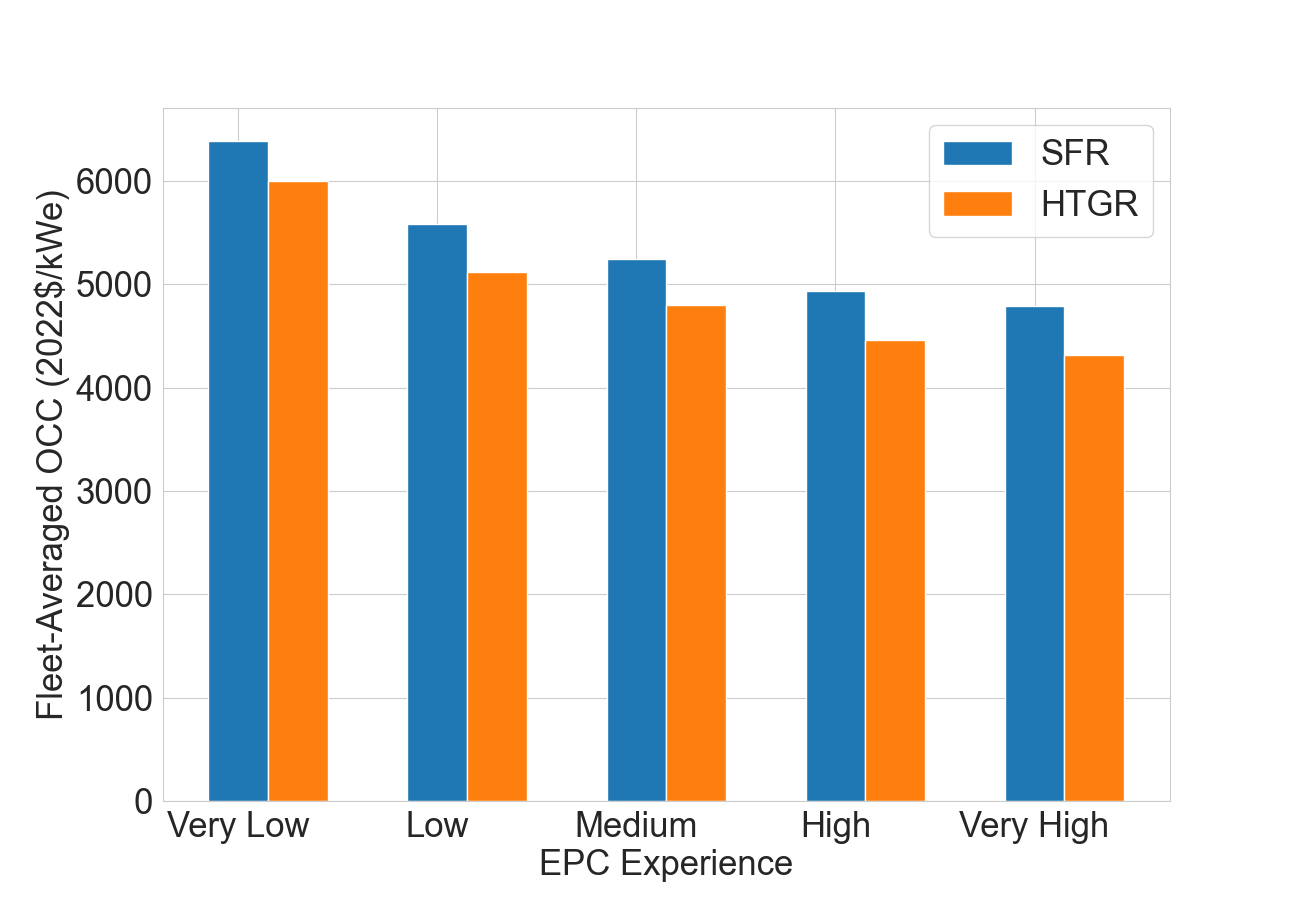 SFR
HTGR
Fleet-Averaged OCC (2022$/kWe)
6000
5000
4000
3000
2000
1000
0
Very Low Low Medium High Very High
EPC Experience